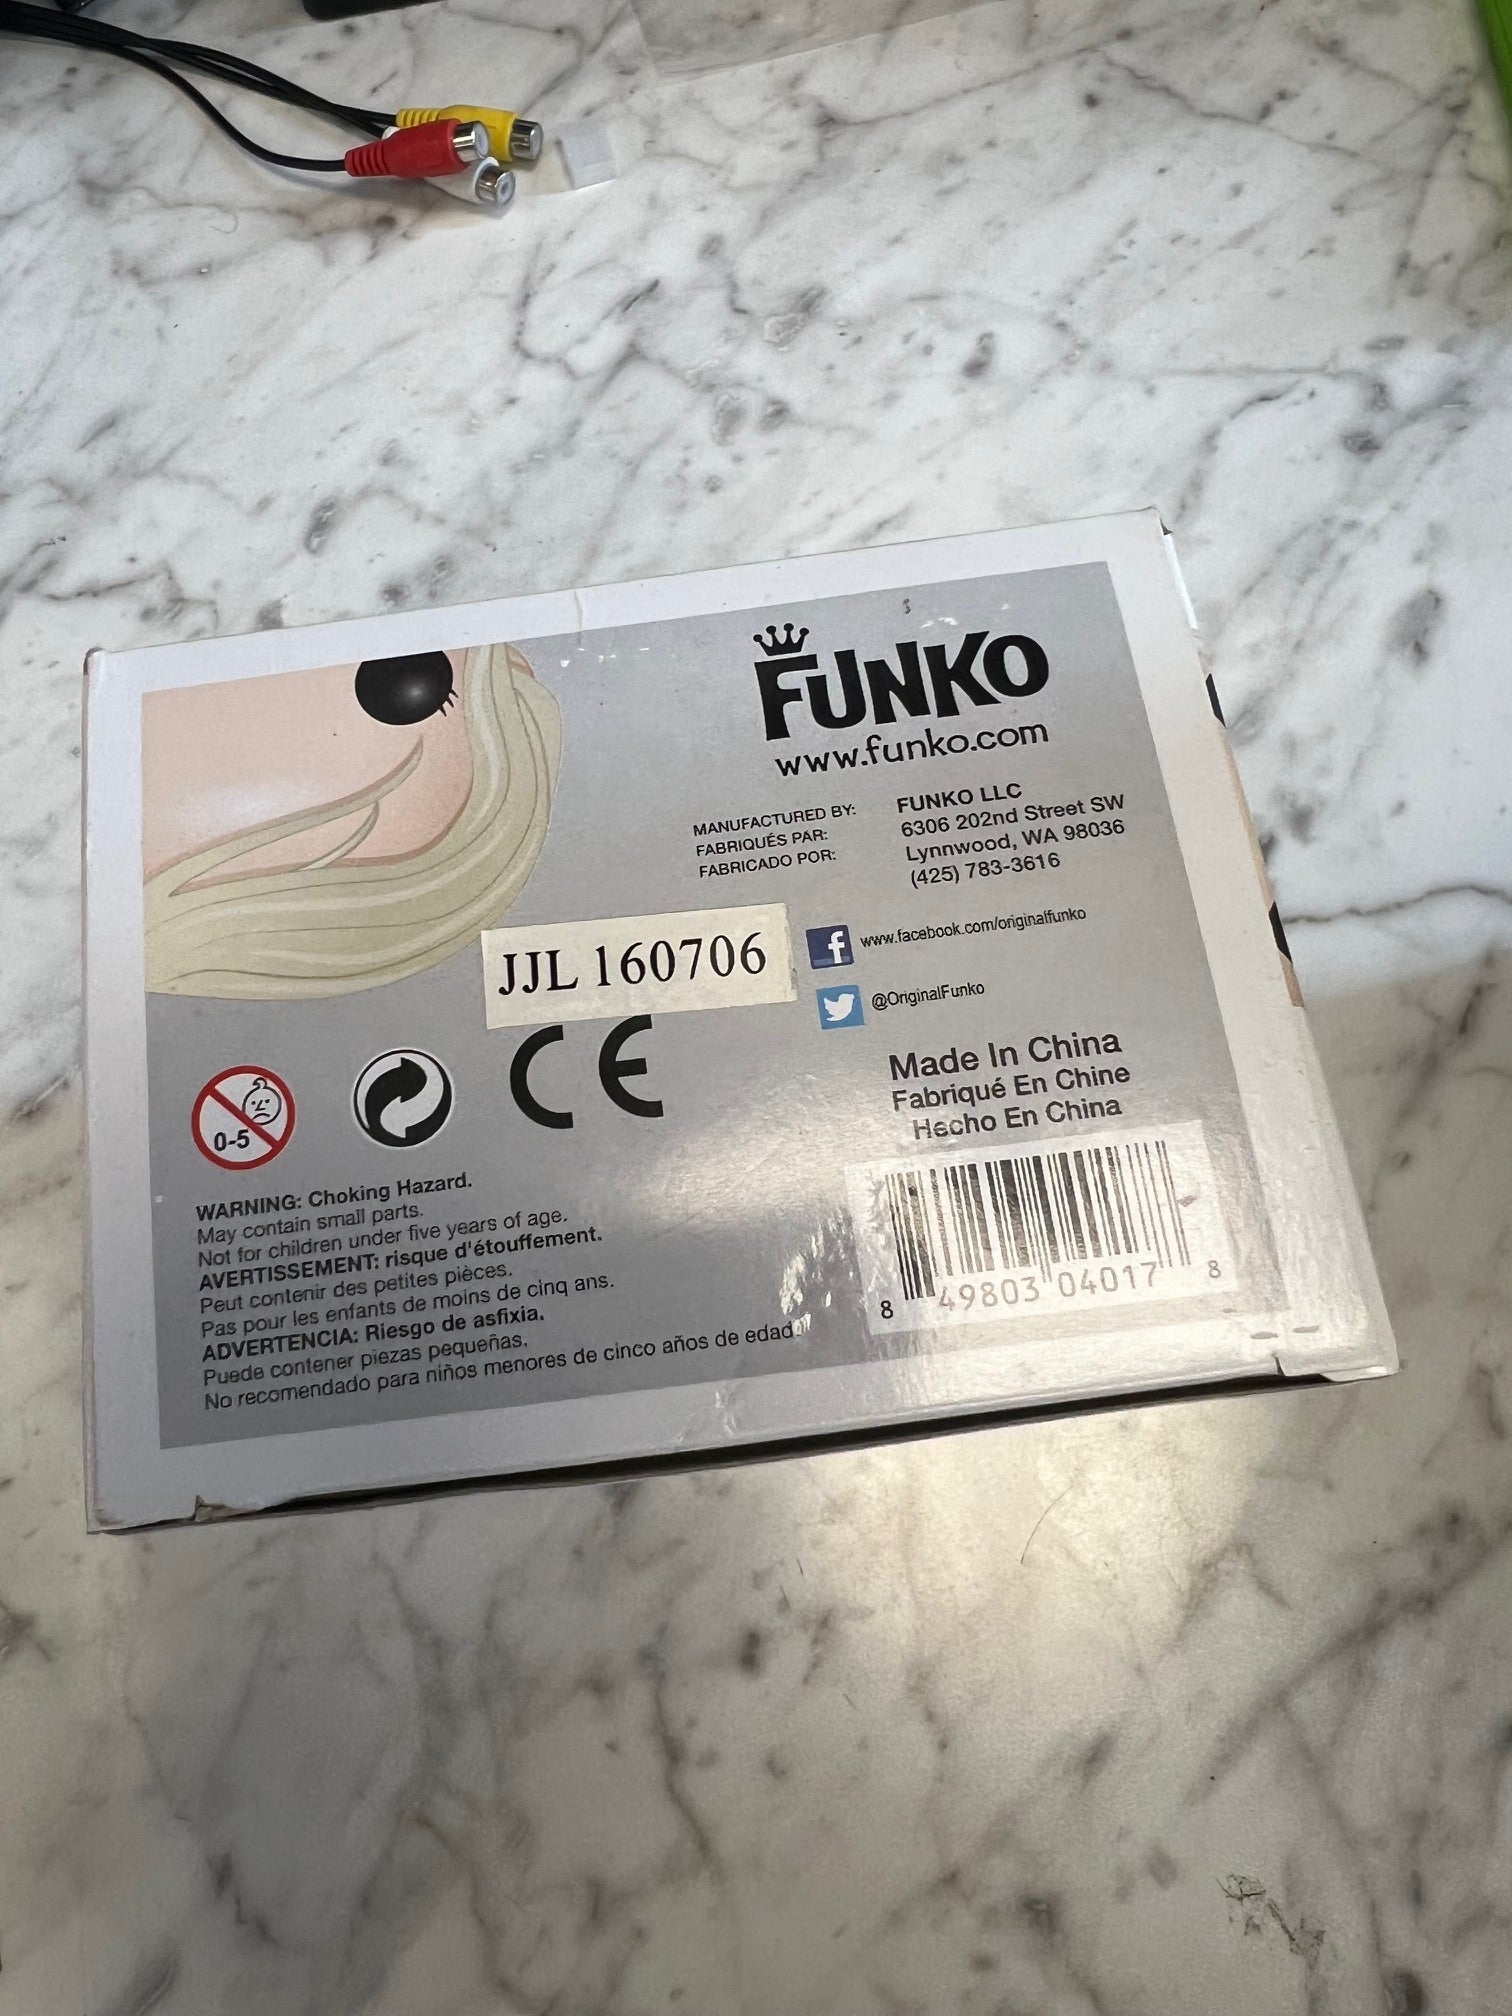 FUNKO
www.funko.com
MANUFACTURED BY:
FABRIQUÉS PAR:
FABRICADO POR:
FUNKO LLC
6306 202nd Street SW
Lynnwood, WA 98036
(425) 783-3616
f www.facebook.com/originalfunko
@OriginalFunko
JJL 160706
CE
0-5
Made In China
Fabriqué En Chine
Hecho En China
WARNING: Choking Hazard.
May contain small parts.
Not for children under five years of age.
AVERTISSEMENT: risque d'étouffement.
Peut contenir des petites pièces.
Pas pour les enfants de moins de cinq ans.
ADVERTENCIA: Riesgo de asfixia.
Puede contener piezas pequeñas.
No recomendado para niños menores de cinco años de edad.
8 49803 04017 8